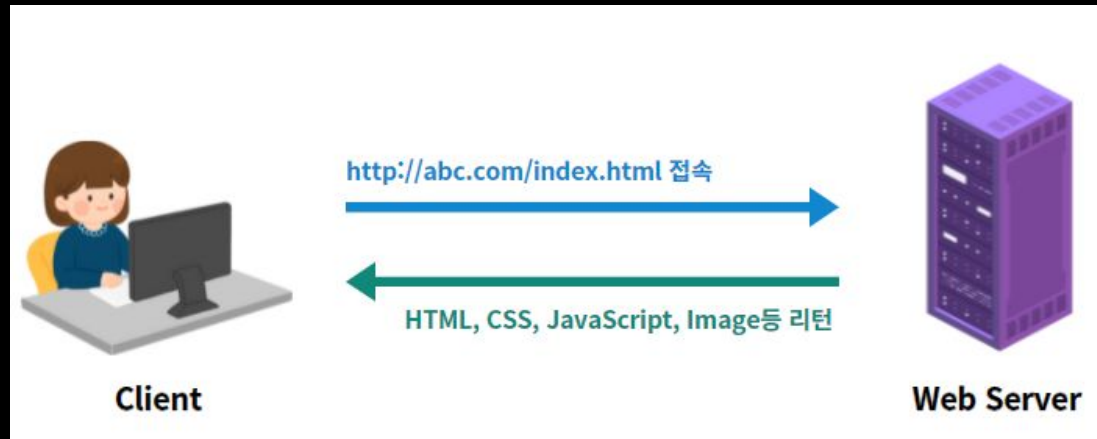 http://abc.com/index.html 접속
HTML, CSS, JavaScript, Image등 리턴
Client
Web Server